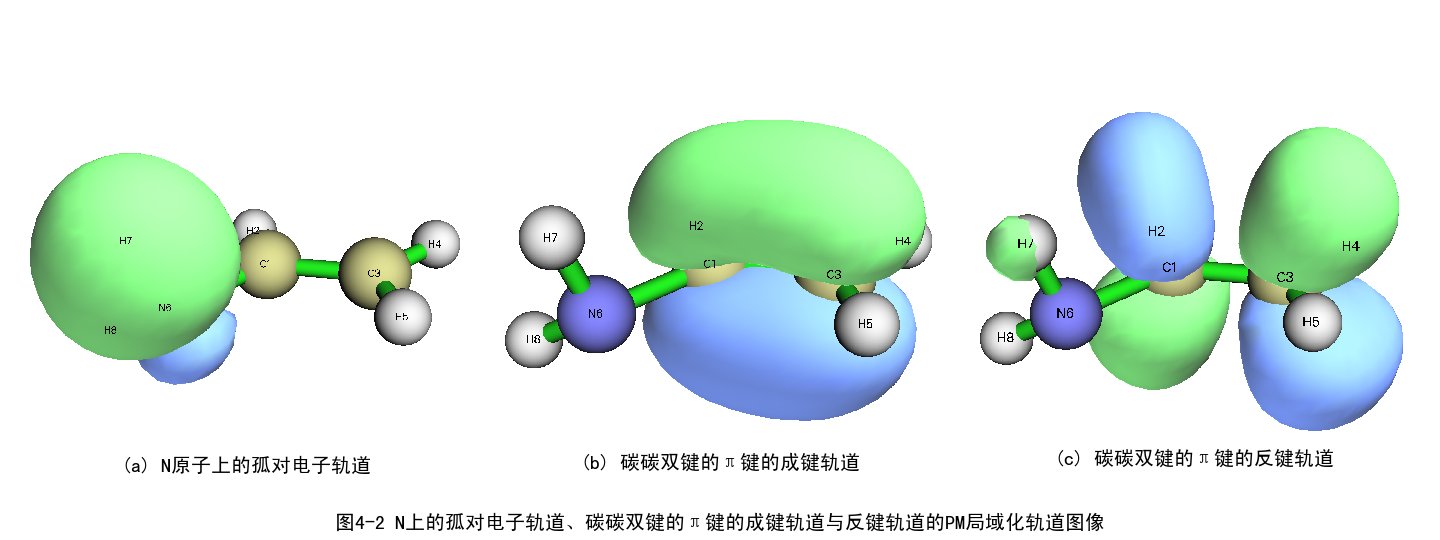 H7
H2
C1
H4
C3
N6
H5
H8
H7
H2
H4
C1
C3
N6
H5
H8
H7
H2
H4
C1
C3
N6
H5
H8
(a) N原子上的孤对电子轨道
(b) 碳碳双键的π键的成键轨道
(c) 碳碳双键的π键的反键轨道
图4-2 N上的孤对电子轨道、碳碳双键的π键的成键轨道与反键轨道的PM局域化轨道图像